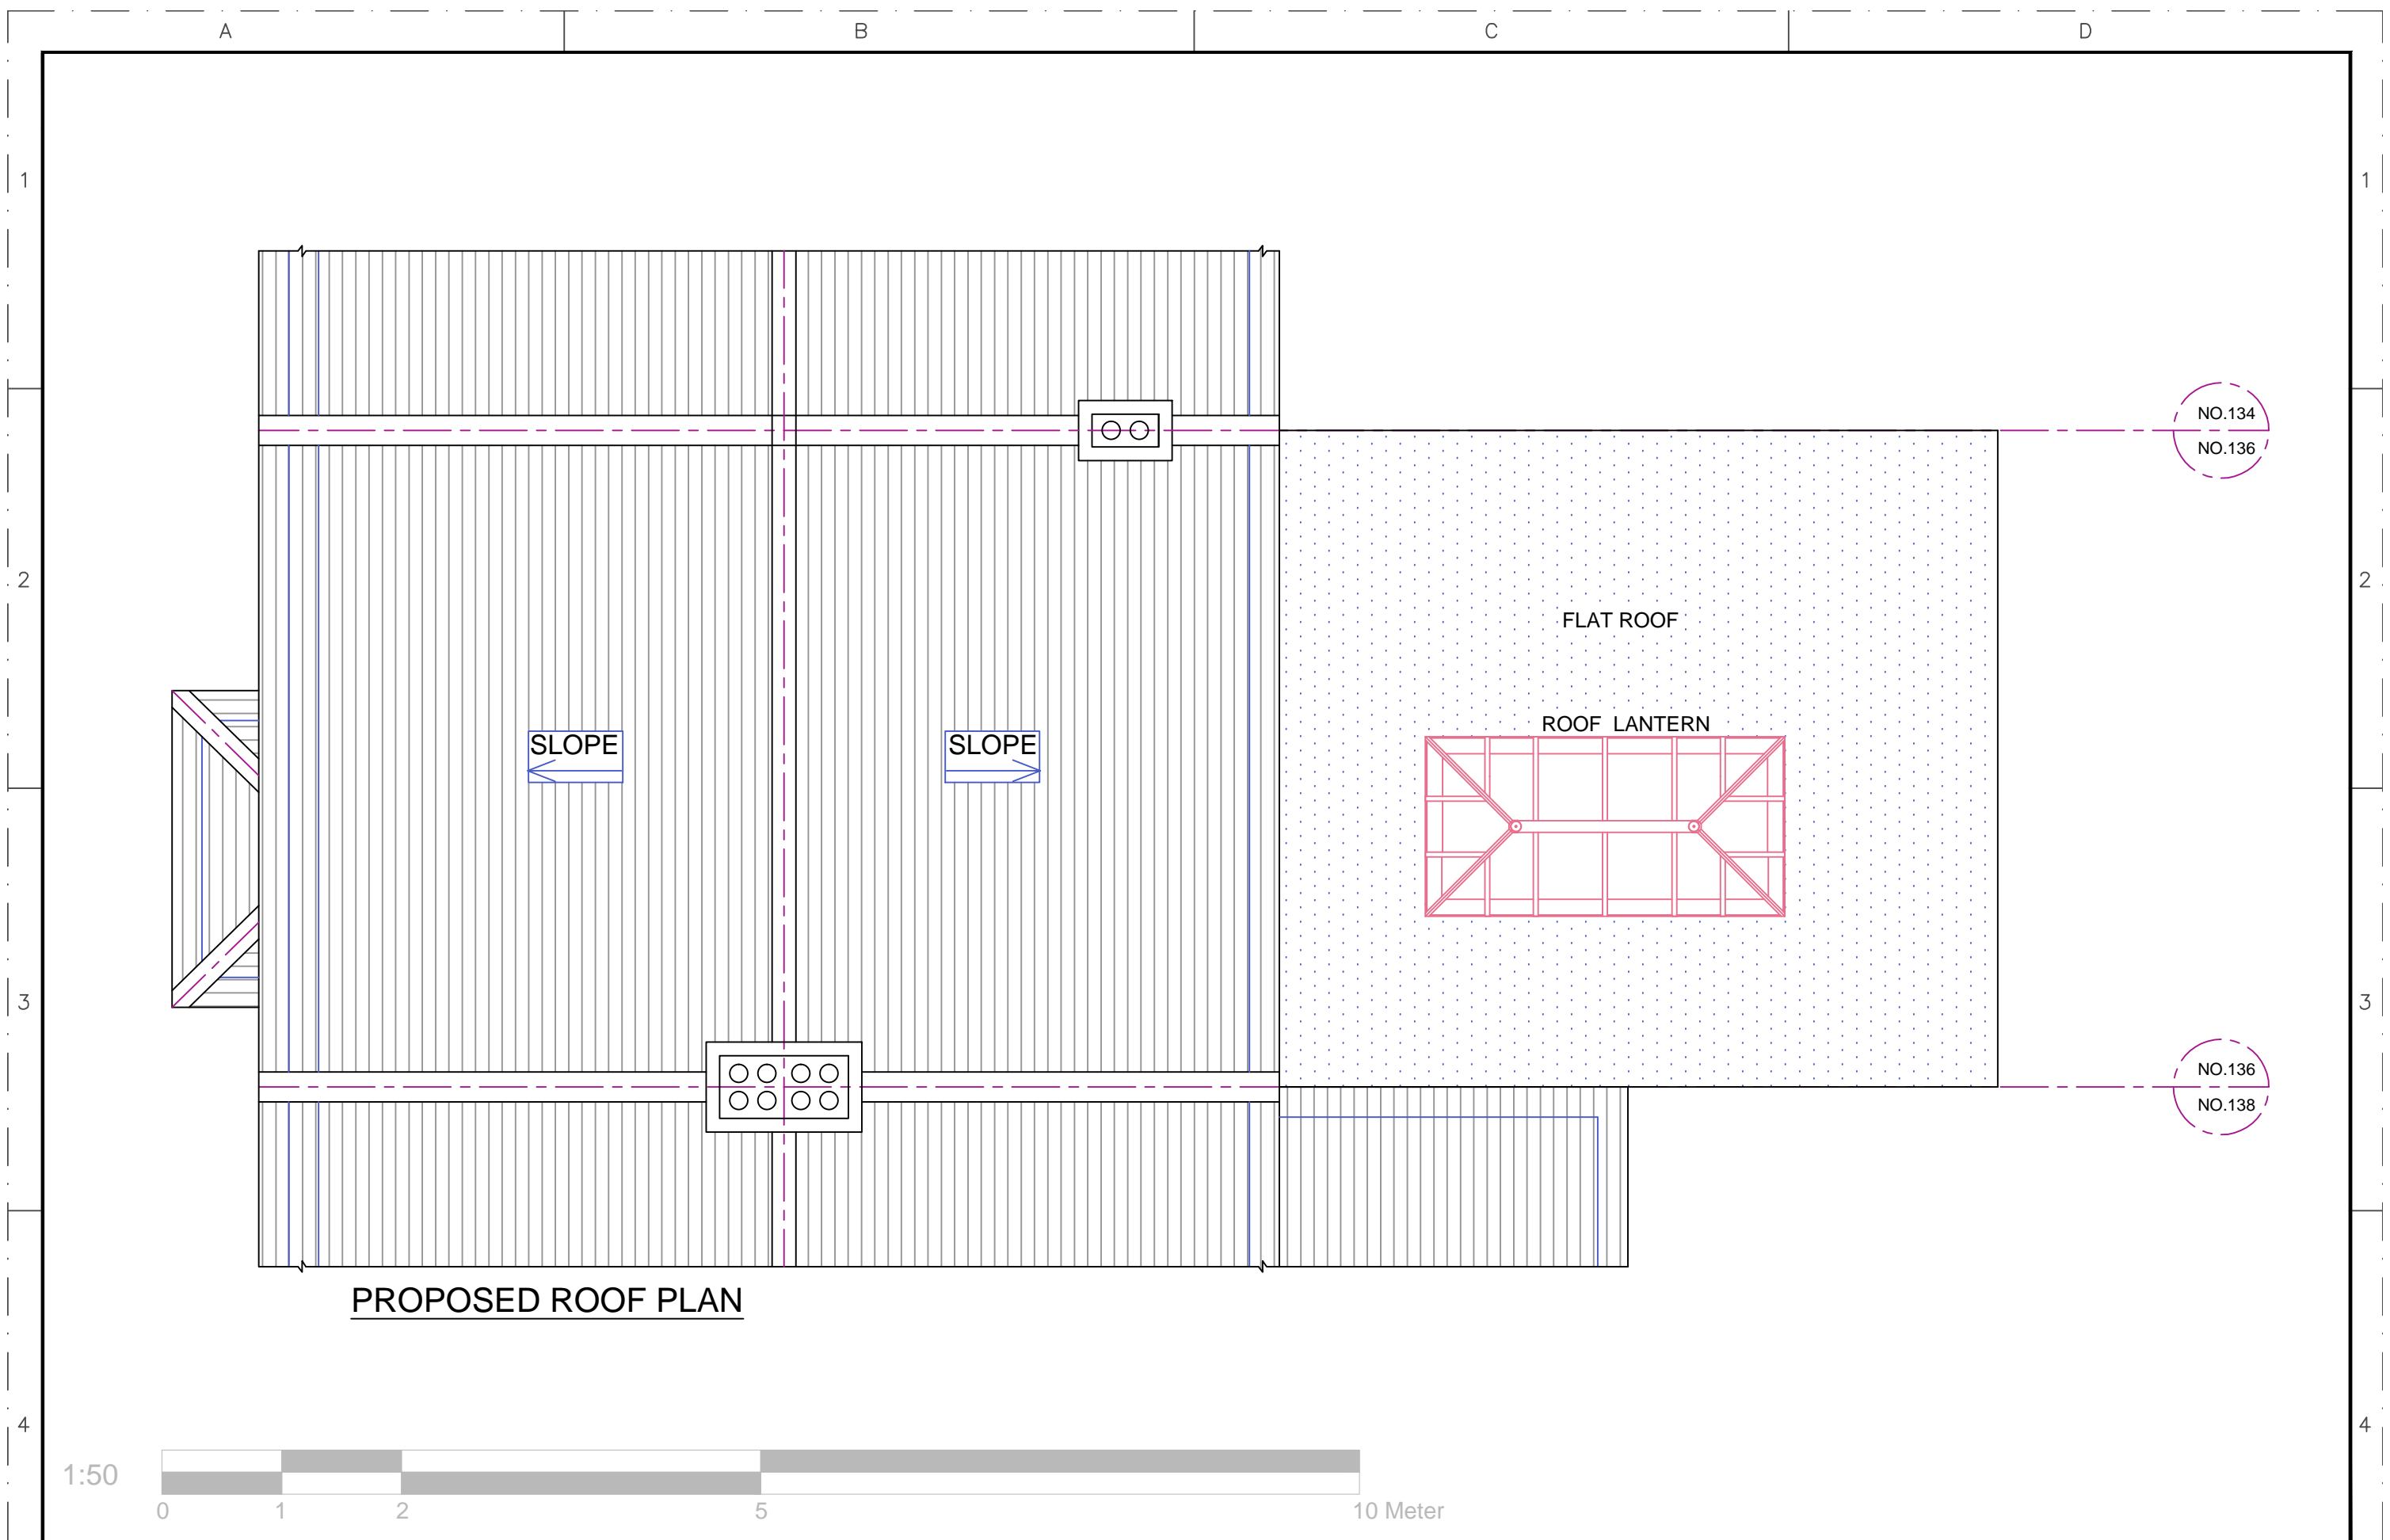 A B C D
1 1
NO.134
NO.136
2 2
FLAT ROOF
ROOF LANTERN
SLOPE SLOPE
3 3
NO.136
NO.138
PROPOSED ROOF PLAN
4 4
1:50
0 1 2 5 10 Meter